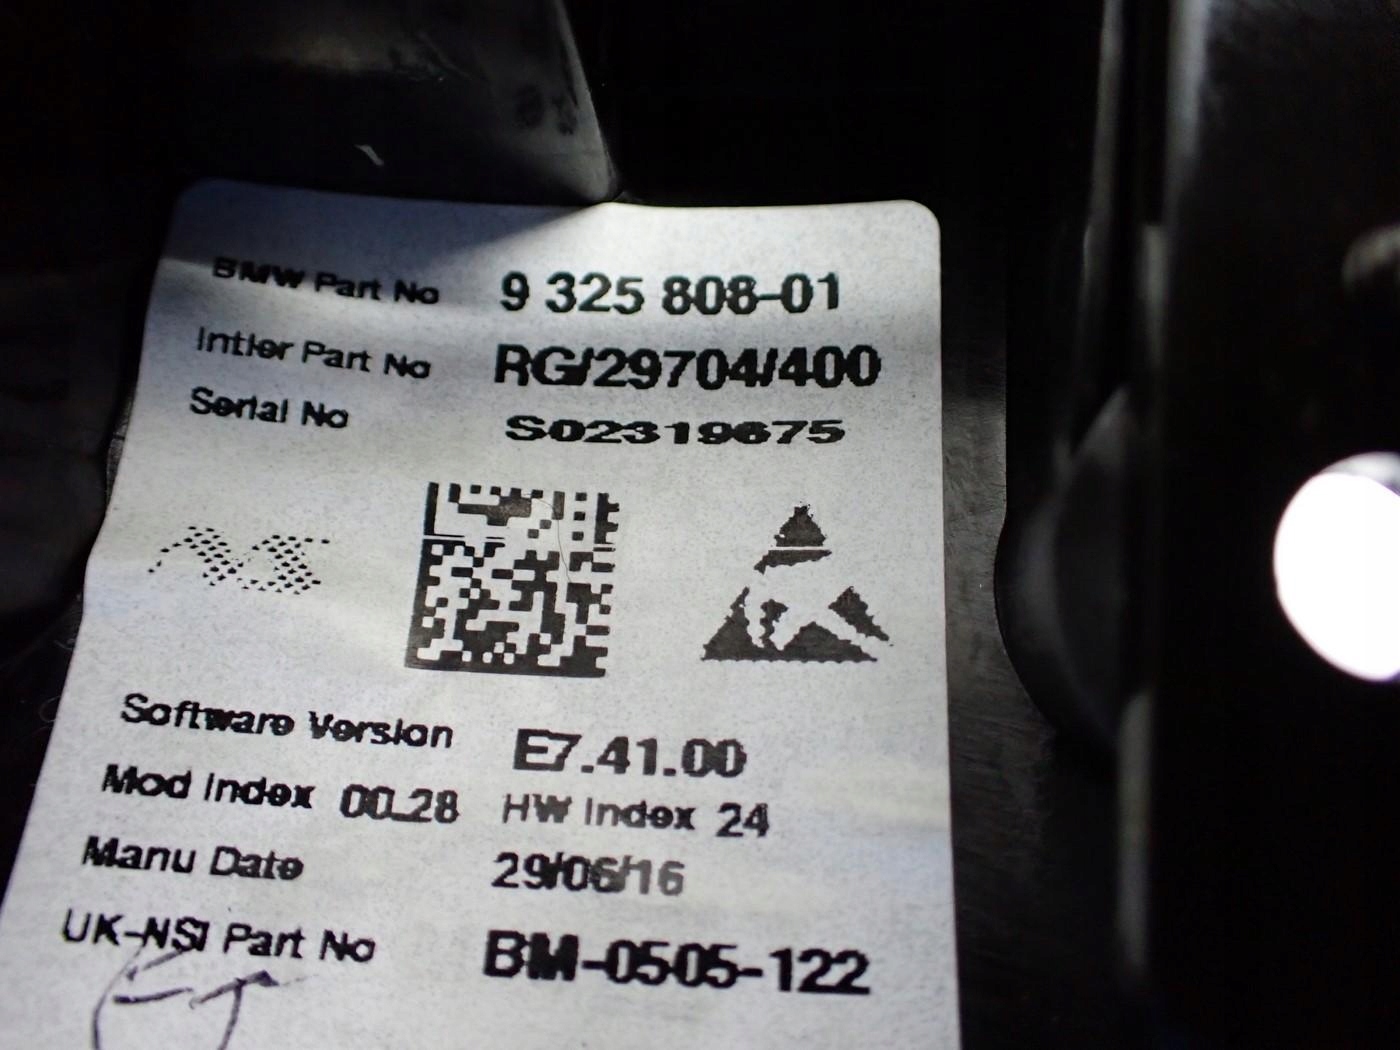 BMW Part No 9 325 808-01
Intier Part No RG/29704/400
Serial No S02319675
Software Version E7.41.00
Mod Index 00.28 HW Index 24
Manu Date 29/06/16
UK-NSI Part No BM-0505-122